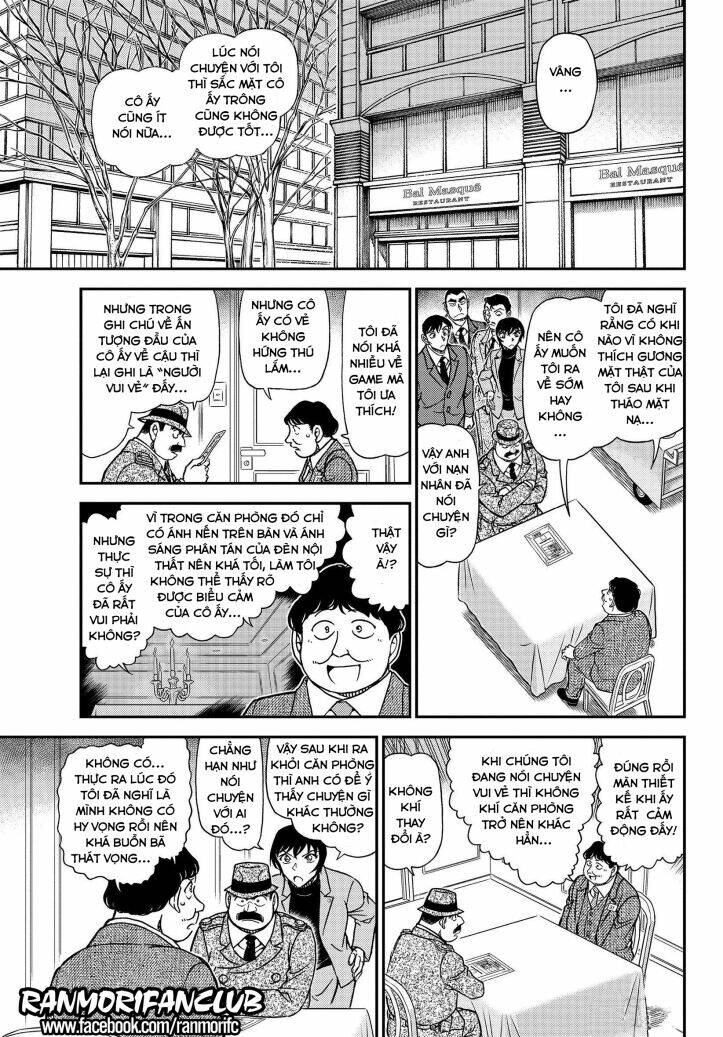 VÂNG
...
LÚC NÓI
CHUYỆN VỚI TÔI
THÌ SẮC MẶT CÔ
ẤY TRÔNG
CŨNG KHÔNG
ĐƯỢC TỐT...
CÔ ẤY
CŨNG ÍT
NÓI NỮA...
Bal Masqué
RESTAURANT
Bal Masqué
RESTAURANT
TÔI ĐÃ NGHĨ
RẰNG CÓ KHI
NÀO VÌ KHÔNG
THÍCH GƯƠNG
MẶT THẬT CỦA
TÔI SAU KHI
THÁO MẶT
NẠ...
NÊN CÔ
ẤY MUỐN TÔI
RA VỀ SỚM
HAY
KHÔNG
...
VẬY ANH
VỚI NẠN
NHÂN ĐÃ
NÓI
CHUYỆN
GÌ?
TÔI ĐÃ
NÓI KHÁ
NHIỀU VỀ
GAME MÀ
TÔI ƯA
THÍCH!
NHƯNG CÔ
ẤY CÓ VẺ
KHÔNG
HỨNG THÚ
LẮM...
NHƯNG TRONG
GHI CHÚ VỀ ẤN
TƯỢNG ĐẦU CỦA
CÔ ẤY VỀ CẬU THÌ
LẠI GHI LÀ "NGƯỜI
VUI VẺ" ĐẤY...
THẬT
VẬY
À!?
VÌ TRONG CĂN PHÒNG ĐÓ CHỈ
CÓ ÁNH NẾN TRÊN BÀN VÀ ÁNH
SÁNG PHÂN TÁN CỦA ĐÈN NỘI
THẤT NÊN KHÁ TỐI, LÀM TÔI
KHÔNG THỂ THẤY RÕ
ĐƯỢC BIỂU CẢM
CỦA CÔ ẤY...
NHƯNG
THỰC
SỰ THÌ
CÔ ẤY
ĐÃ RẤT
VUI PHẢI
KHÔNG?
ĐÚNG RỒI
MÀN THIẾT
KẾ KHI ẤY
RẤT CẢM
ĐỘNG ĐẤY!
KHI CHÚNG TÔI
ĐANG NÓI CHUYỆN
VUI VẺ THÌ KHÔNG
KHÍ CĂN PHÒNG
TRỞ NÊN KHÁC
HẲN...
KHÔNG
KHÍ
THAY
ĐỔI À?
VẬY SAU KHI RA
KHỎI CĂN PHÒNG
THÌ ANH CÓ ĐỂ Ý
THẤY CHUYỆN GÌ
KHÁC THƯỜNG
KHÔNG?
CHẲNG
HẠN NHƯ
NÓI
CHUYỆN
VỚI AI
ĐÓ...?
KHÔNG CÓ...
THỰC RA LÚC ĐÓ
TÔI ĐÃ NGHĨ LÀ
MÌNH KHÔNG CÓ
HY VỌNG RỒI NÊN
KHÁ BUỒN BÃ
THẤT VỌNG...
RANMORIFANCLUB
www.facebook.com/ranmorifc